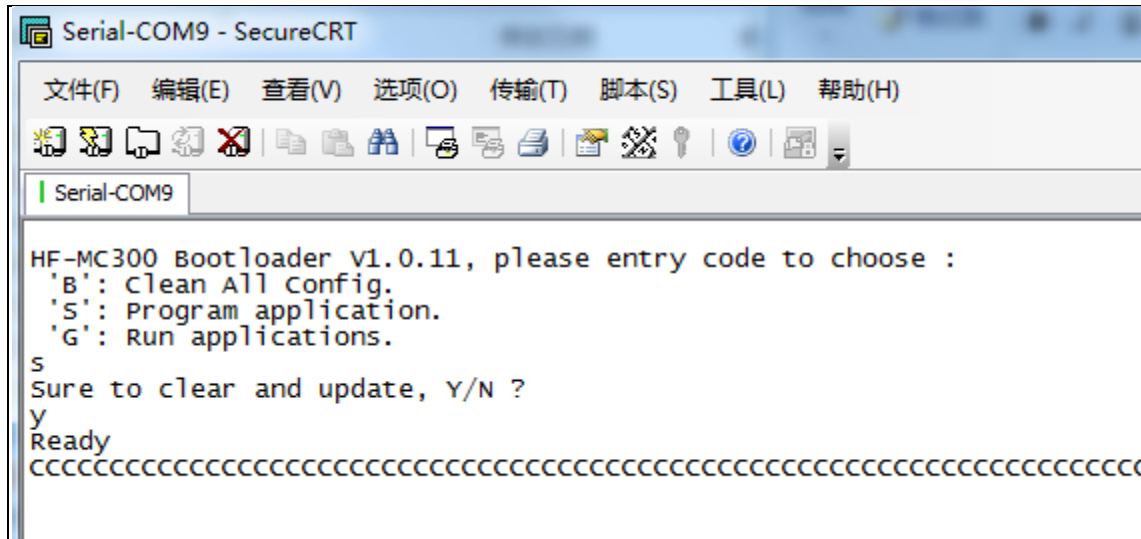 Serial-COM9 - SecureCRT
文件(F) 编辑(E) 查看(V) 选项(O) 传输(T) 脚本(S) 工具(L) 帮助(H)
Serial-COM9
HF-MC300 Bootloader V1.0.11, please entry code to choose :
'B': Clean All Config.
'S': Program application.
'G': Run applications.
s
Sure to clear and update, Y/N ?
y
Ready
CCCCCCCCCCCCCCCCCCCCCCCCCCCCCCCCCCCCCCCCCCCCCCCCCCCCCCCCCCCCCCCCCCCCCC